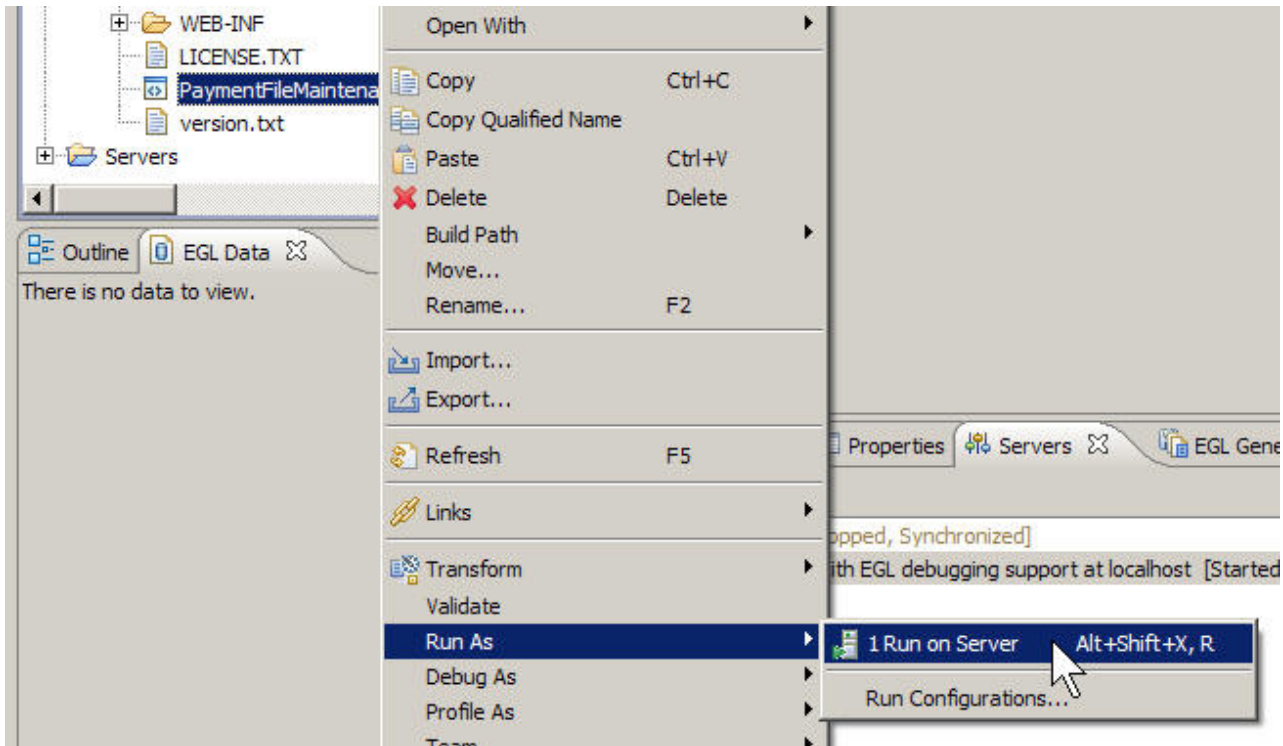 WEB-INF
LICENSE.TXT
PaymentFileMaintena
version.txt
Servers
Outline
EGL Data
There is no data to view.
Open With
Copy Ctrl+C
Copy Qualified Name
Paste Ctrl+V
Delete Delete
Build Path
Move...
Rename... F2
Import...
Export...
Refresh F5
Links
Transform
Validate
Run As
Debug As
Profile As
Team
Properties
Servers
EGL Gene
opped, Synchronized]
ith EGL debugging support at localhost [Started
1 Run on Server Alt+Shift+X, R
Run Configurations...